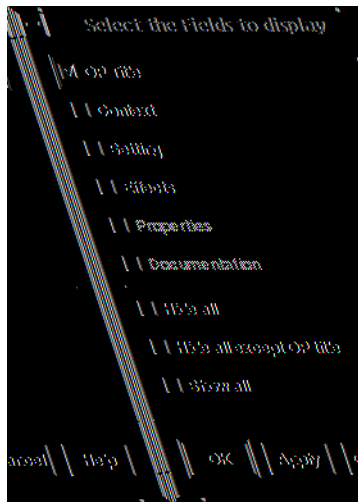 Select the Fields to display
OP title
Context
Setting
Effects
Properties
Documentation
Hide all
Hide all except OP title
Show all
Help OK Apply